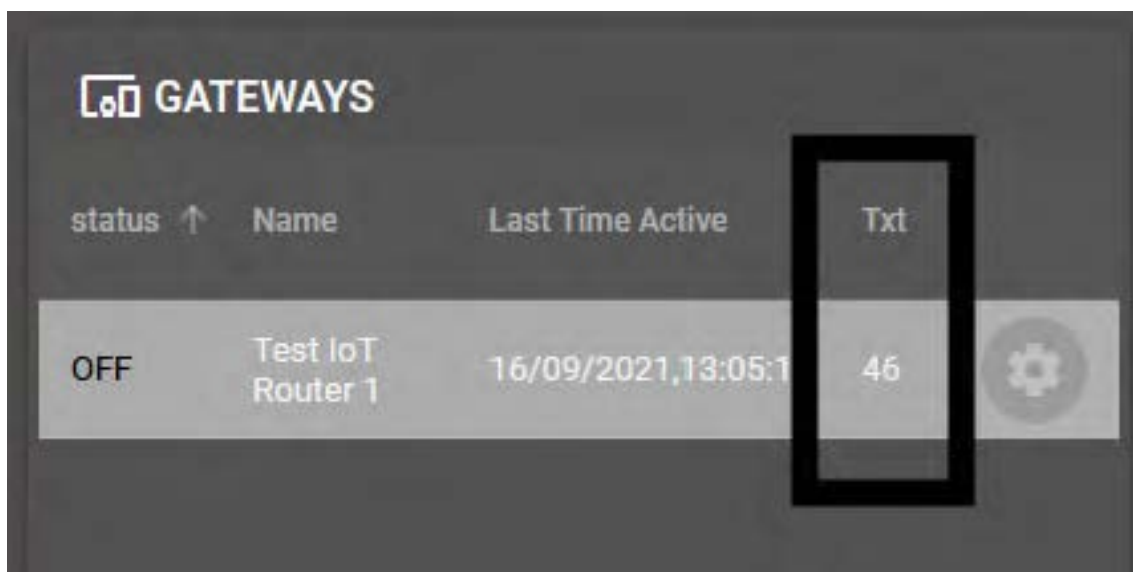 GATEWAYS
status ↑ Name Last Time Active Txt
OFF Test IoT Router 1 16/09/2021,13:05:1 46